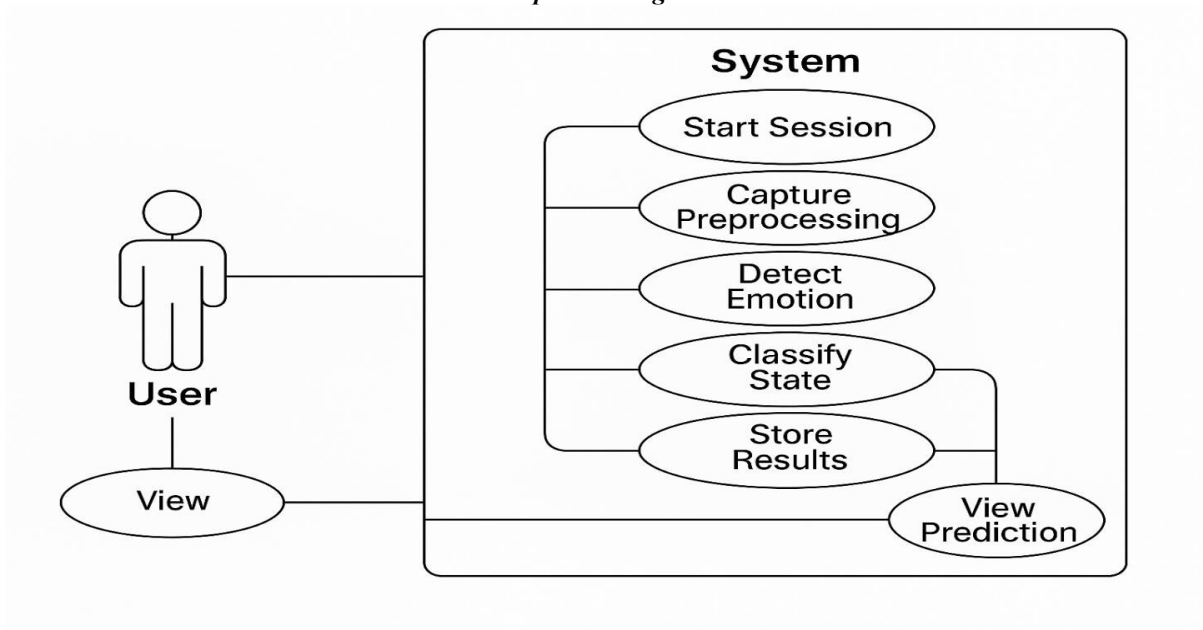 System
Start Session
Capture
Preprocessing
Detect
Emotion
Classify
State
User
Store
Results
View
View
Prediction